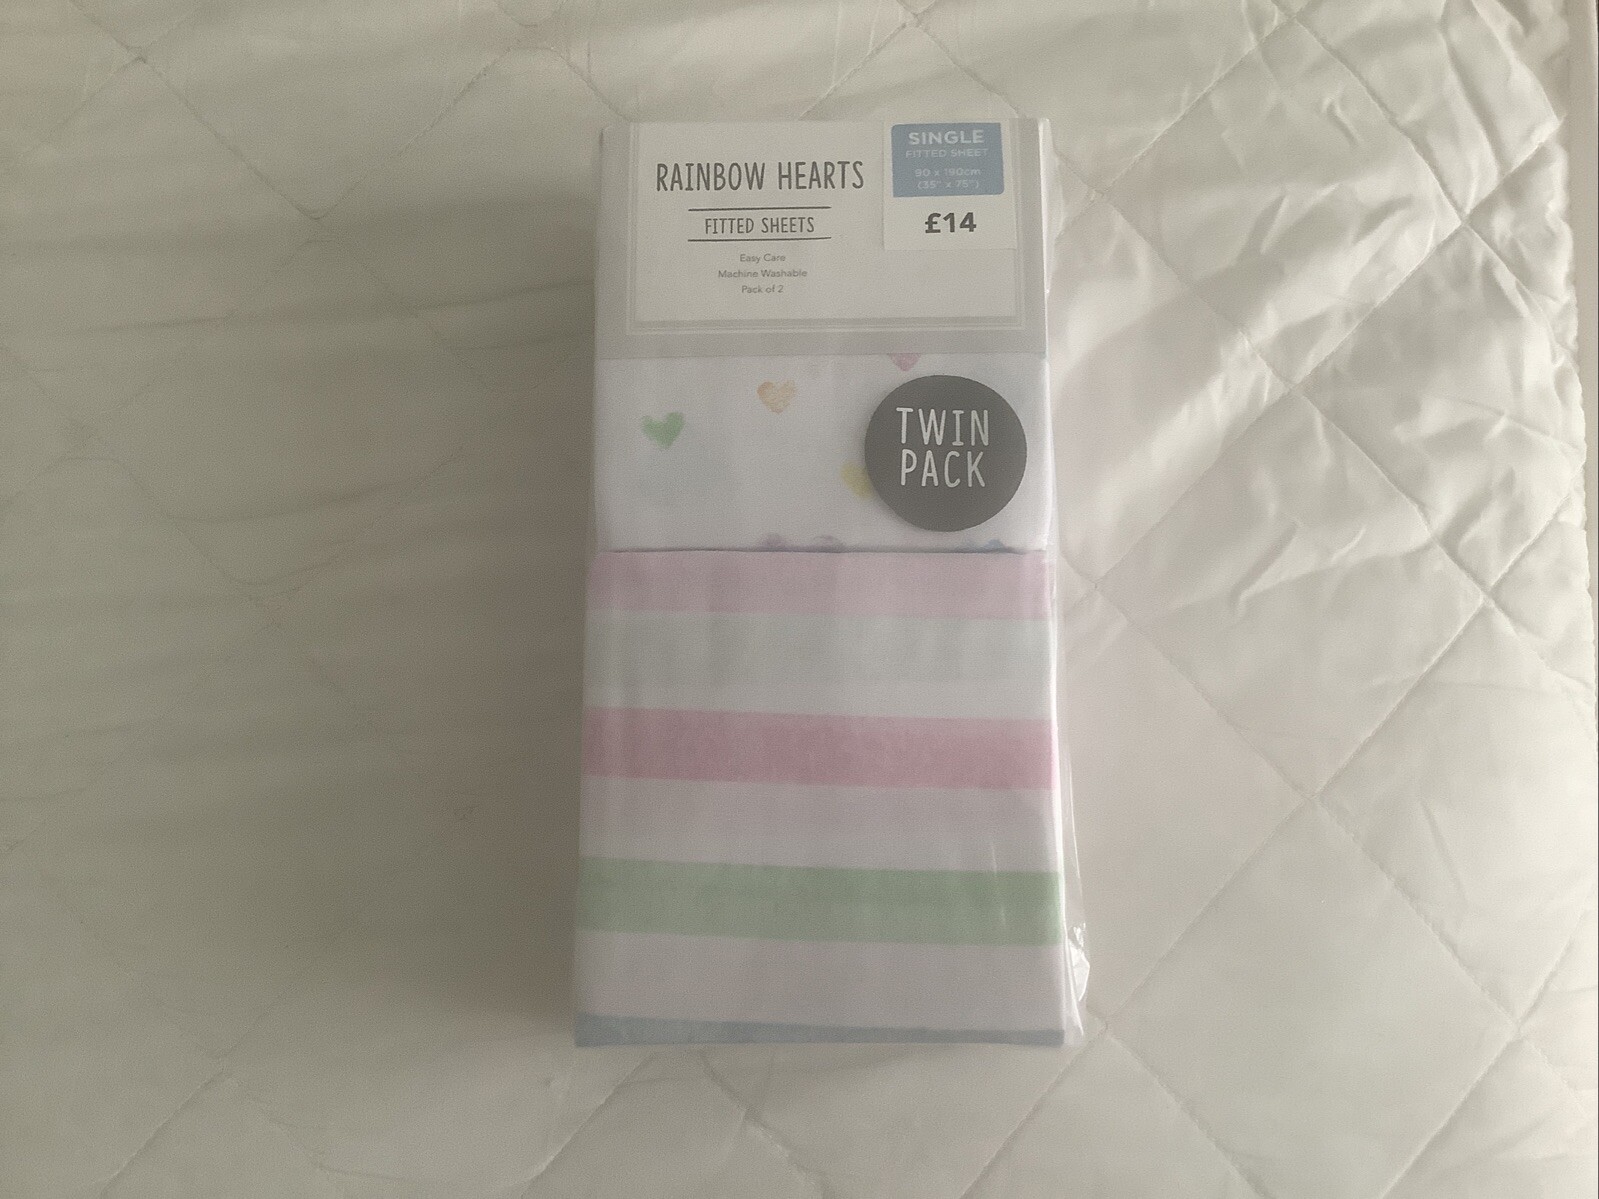 RAINBOW HEARTS
FITTED SHEETS
Easy Care
Machine Washable
Pack of 2
SINGLE
FITTED SHEET
90 x 190cm
(35" x 75")
£14
TWIN
PACK